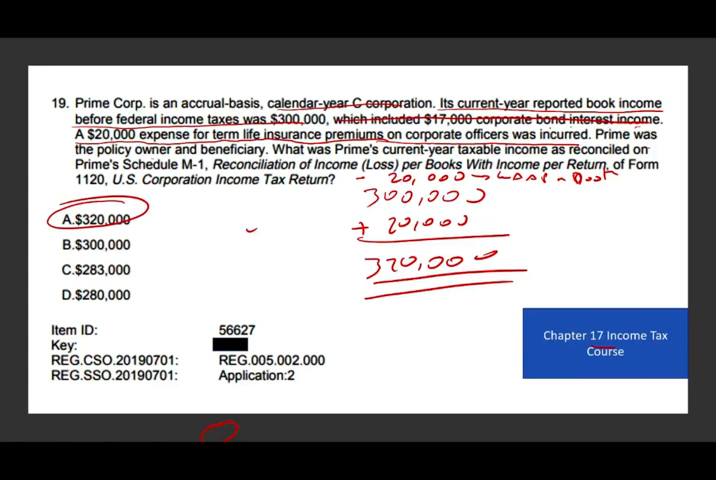 19. Prime Corp. is an accrual-basis, calendar-year C corporation. Its current-year reported book income
before federal income taxes was $300,000, which included $17,000 corporate bond interest income.
A $20,000 expense for term life insurance premiums on corporate officers was incurred. Prime was
the policy owner and beneficiary. What was Prime's current-year taxable income as reconciled on
Prime's Schedule M-1, Reconciliation of Income (Loss) per Books With Income per Return, of Form
1120, U.S. Corporation Income Tax Return?
- 20,000 → Book
300,000
+ 20,000
320,000
A.$320,000
B.$300,000
C.$283,000
D.$280,000
Item ID: 56627
Key:
REG.CSO.20190701: REG.005.002.000
REG.SSO.20190701: Application:2
Chapter 17 Income Tax
Course